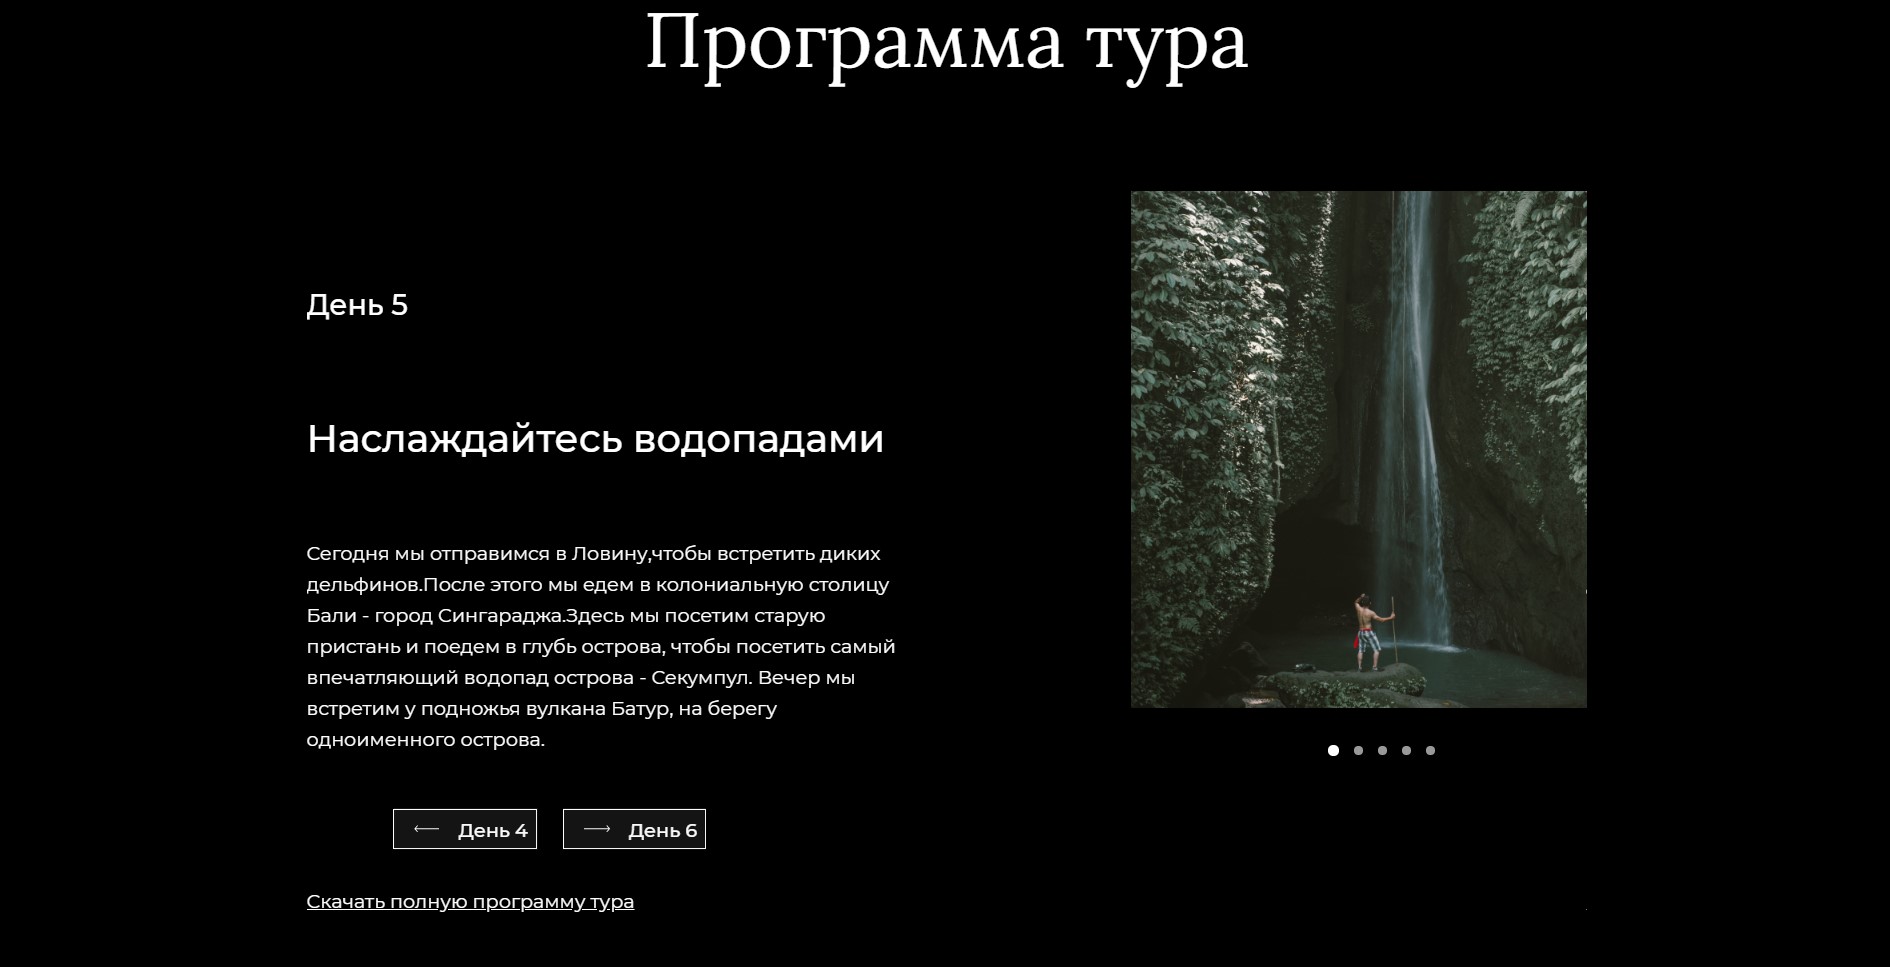 Программа тура
День 5
Наслаждайтесь водопадами
Сегодня мы отправимся в Ловину,чтобы встретить диких
дельфинов.После этого мы едем в колониальную столицу
Бали - город Сингараджа.Здесь мы посетим старую
пристань и поедем в глубь острова, чтобы посетить самый
впечатляющий водопад острова - Секумпул. Вечер мы
встретим у подножья вулкана Батур, на берегу
одноименного острова.
День 4
День 6
Скачать полную программу тура